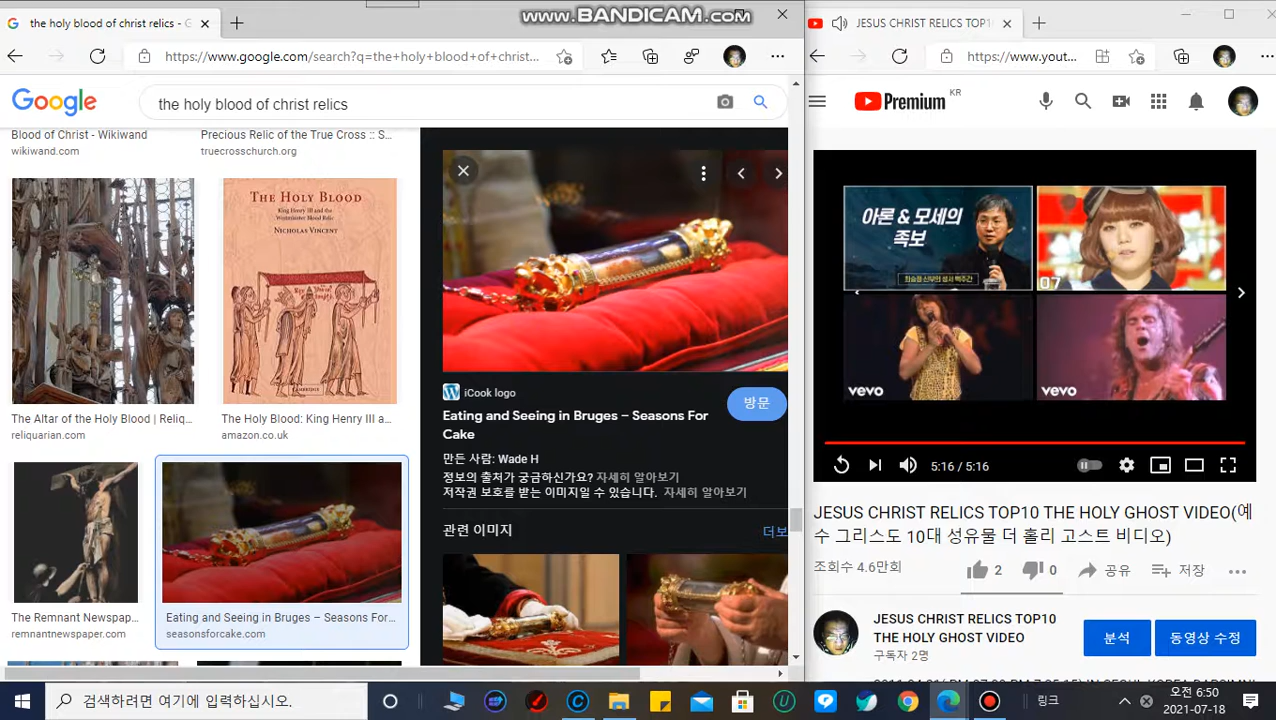 www.BANDICAM.com
the holy blood of christ relics - G
https://www.google.com/search?q=the+holy+blood+of+christ...
Google
the holy blood of christ relics
Blood of Christ - Wikiwand
wikiwand.com
Precious Relic of the True Cross :: S...
truecrosschurch.org
THE HOLY BLOOD
King Henry III and the
Westminster Blood Relic
NICHOLAS VINCENT
CAMBRIDGE
The Altar of the Holy Blood | Reliq...
reliquarian.com
The Holy Blood: King Henry III a...
amazon.co.uk
The Remnant Newspap...
remnantnewspaper.com
Eating and Seeing in Bruges – Seasons For...
seasonsforcake.com
iCook logo
Eating and Seeing in Bruges – Seasons For
Cake
방문
만든 사람: Wade H
정보의 출처가 궁금하신가요? 자세히 알아보기
저작권 보호를 받는 이미지일 수 있습니다. 자세히 알아보기
관련 이미지
더보
JESUS CHRIST RELICS TOP1
https://www.yout...
Premium KR
아론 & 모세의
족보
07
vevo
vevo
5:16 / 5:16
JESUS CHRIST RELICS TOP10 THE HOLY GHOST VIDEO(예
수 그리스도 10대 성유물 더 홀리 고스트 비디오)
조회수 4.6만회
2
0
공유
저장
JESUS CHRIST RELICS TOP10
THE HOLY GHOST VIDEO
구독자 2명
분석
동영상 수정
검색하려면 여기에 입력하십시오.
링크
오전 6:50
2021-07-18